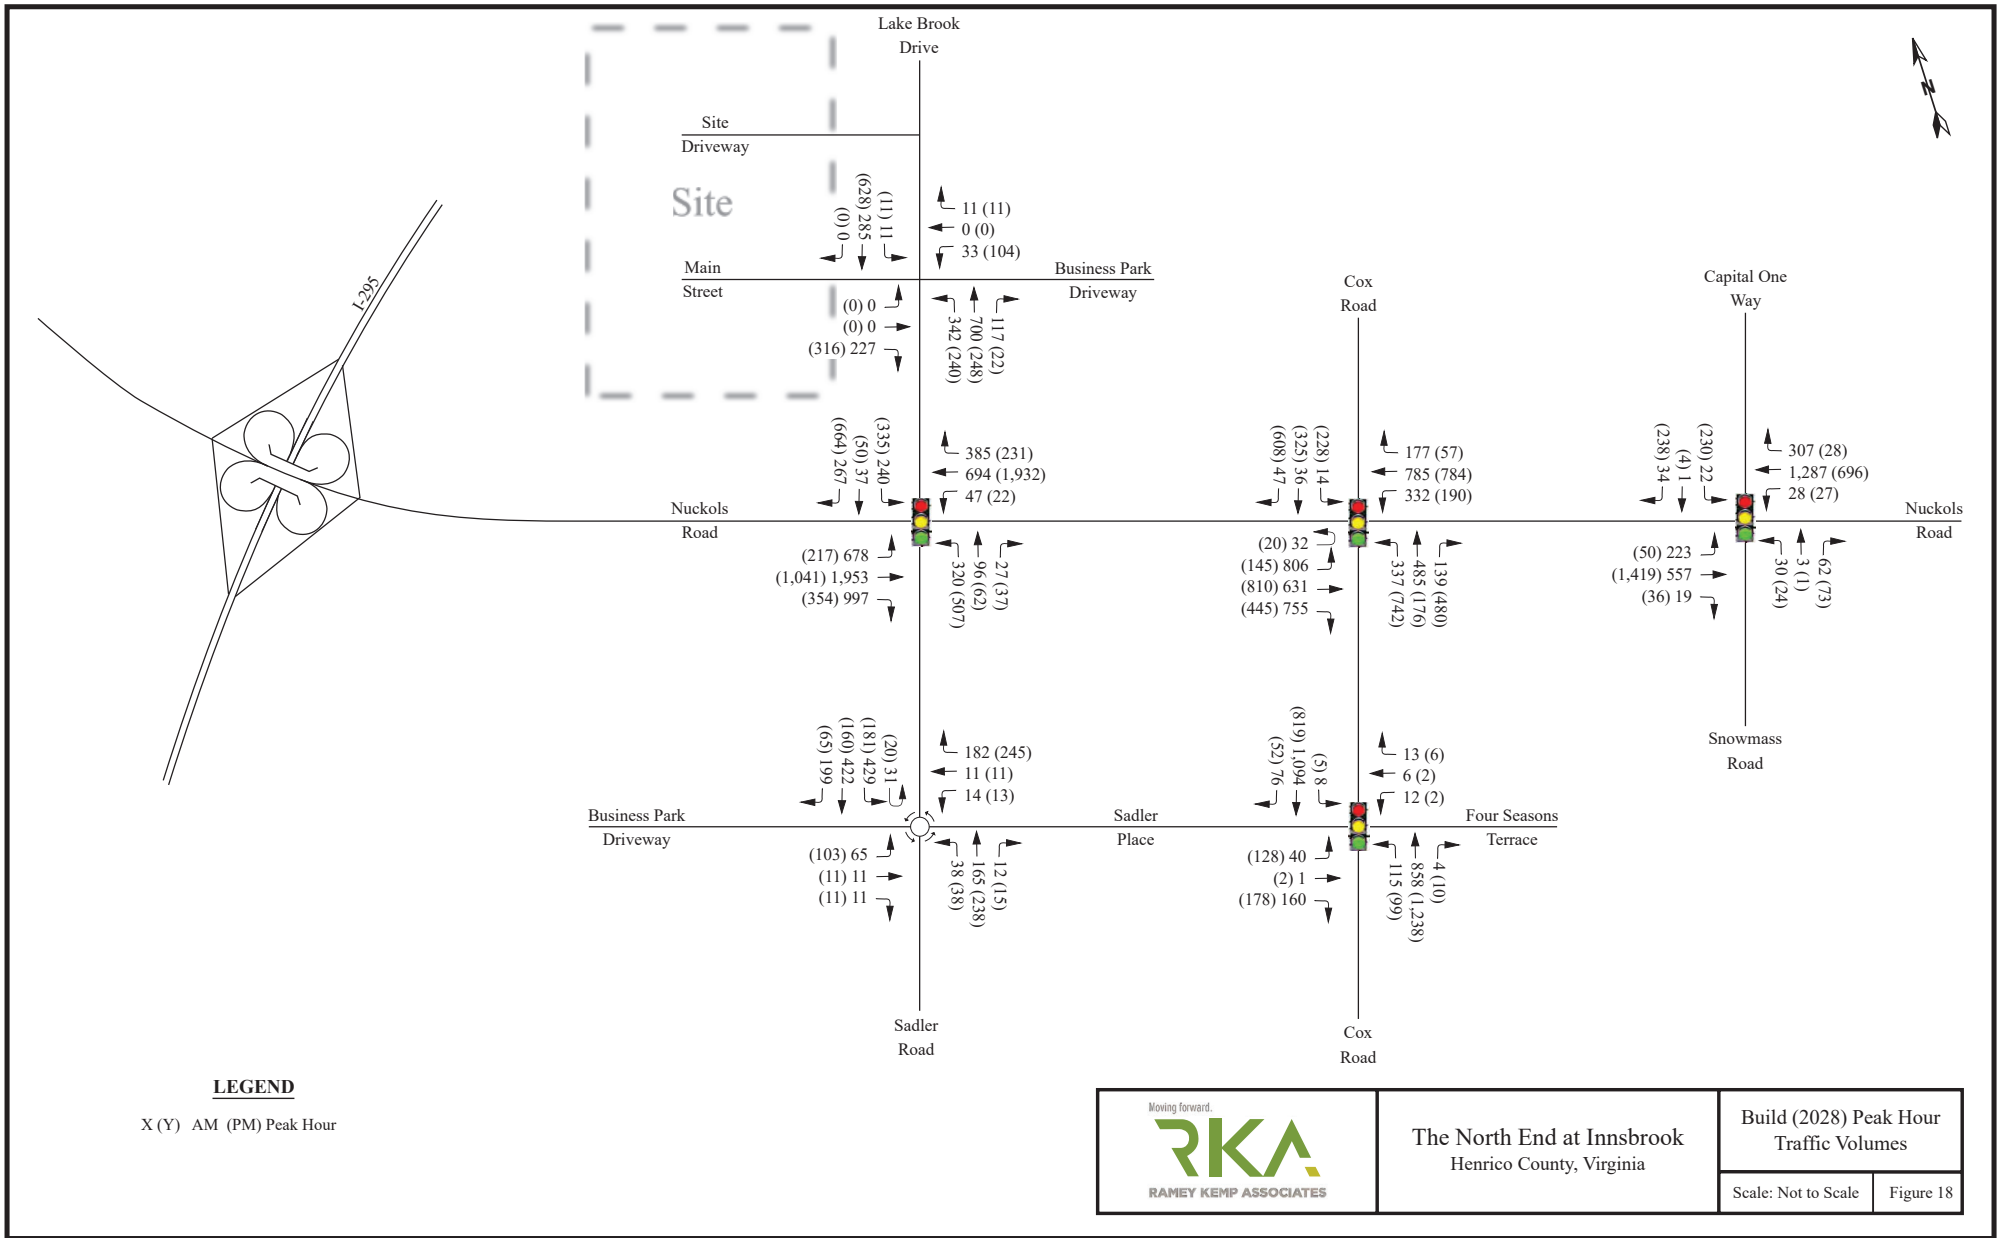 Lake Brook
Drive
N
Site
Driveway
Site
(0) 0
(628) 285
(11) 11
11 (11)
0 (0)
33 (104)
Main
Street
Business Park
Driveway
(0) 0
(0) 0
(316) 227
342 (240)
700 (248)
117 (22)
I-295
Cox
Road
Capital One
Way
(664) 267
(50) 37
(335) 240
385 (231)
694 (1,932)
47 (22)
(608) 47
(325) 36
(228) 14
177 (57)
785 (784)
332 (190)
(238) 34
(4) 1
(230) 22
307 (28)
1,287 (696)
28 (27)
Nuckols
Road
Nuckols
Road
(217) 678
(1,041) 1,953
(354) 997
320 (507)
96 (62)
27 (37)
(20) 32
(145) 806
(810) 631
(445) 755
337 (742)
485 (176)
139 (480)
(50) 223
(1,419) 557
(36) 19
30 (24)
3 (1)
62 (73)
Snowmass
Road
(65) 199
(160) 422
(181) 429
(20) 31
182 (245)
11 (11)
14 (13)
(52) 76
(819) 1,094
(5) 8
13 (6)
6 (2)
12 (2)
Business Park
Driveway
Sadler
Place
Four Seasons
Terrace
(103) 65
(11) 11
(11) 11
38 (38)
165 (238)
12 (15)
(128) 40
(2) 1
(178) 160
115 (99)
858 (1,238)
4 (10)
Sadler
Road
Cox
Road
LEGEND
X (Y) AM (PM) Peak Hour
Moving forward.
RKA
RAMEY KEMP ASSOCIATES
The North End at Innsbrook
Henrico County, Virginia
Build (2028) Peak Hour
Traffic Volumes
Scale: Not to Scale
Figure 18